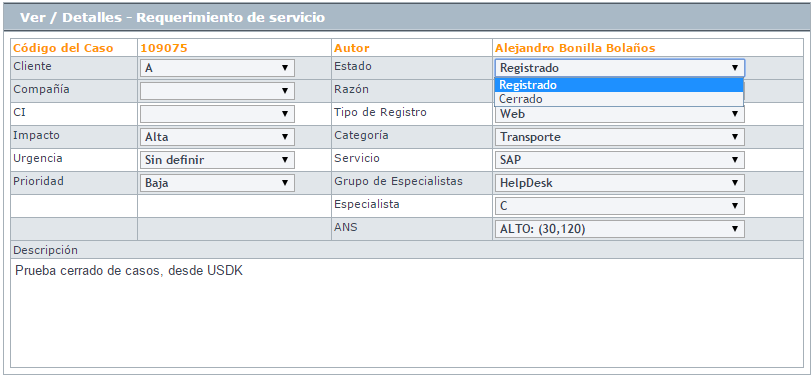 Ver / Detalles - Requerimiento de servicio
Código del Caso 109075 Autor Alejandro Bonilla Bolaños
Cliente A Estado Registrado
Compañía Razón Registrado
Cerrado
CI Tipo de Registro Web
Impacto Alta Categoría Transporte
Urgencia Sin definir Servicio SAP
Prioridad Baja Grupo de Especialistas HelpDesk
Especialista C
ANS ALTO: (30,120)
Descripción
Prueba cerrado de casos, desde USDK